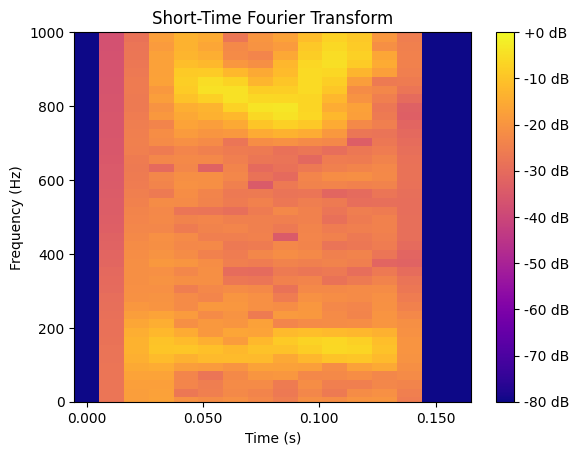 Short-Time Fourier Transform
1000
800
600
400
200
0
Frequency (Hz)
0.000
0.050
0.100
0.150
Time (s)
+0 dB
-10 dB
-20 dB
-30 dB
-40 dB
-50 dB
-60 dB
-70 dB
-80 dB